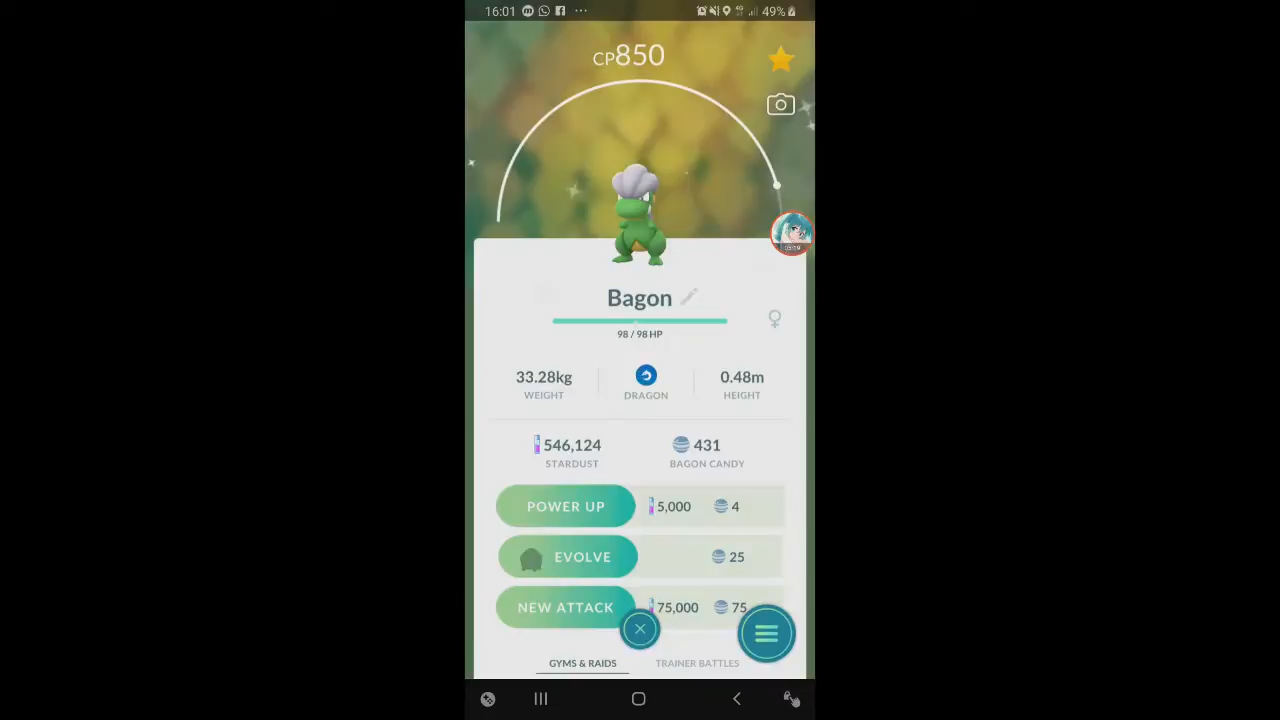 16:01 ... 4G 49%
CP850
Bagon
98 / 98 HP
33.28kg 0.48m
WEIGHT DRAGON HEIGHT
546,124 431
STARDUST BAGON CANDY
POWER UP 5,000 4
EVOLVE 25
NEW ATTACK 75,000 75
GYMS & RAIDS TRAINER BATTLES